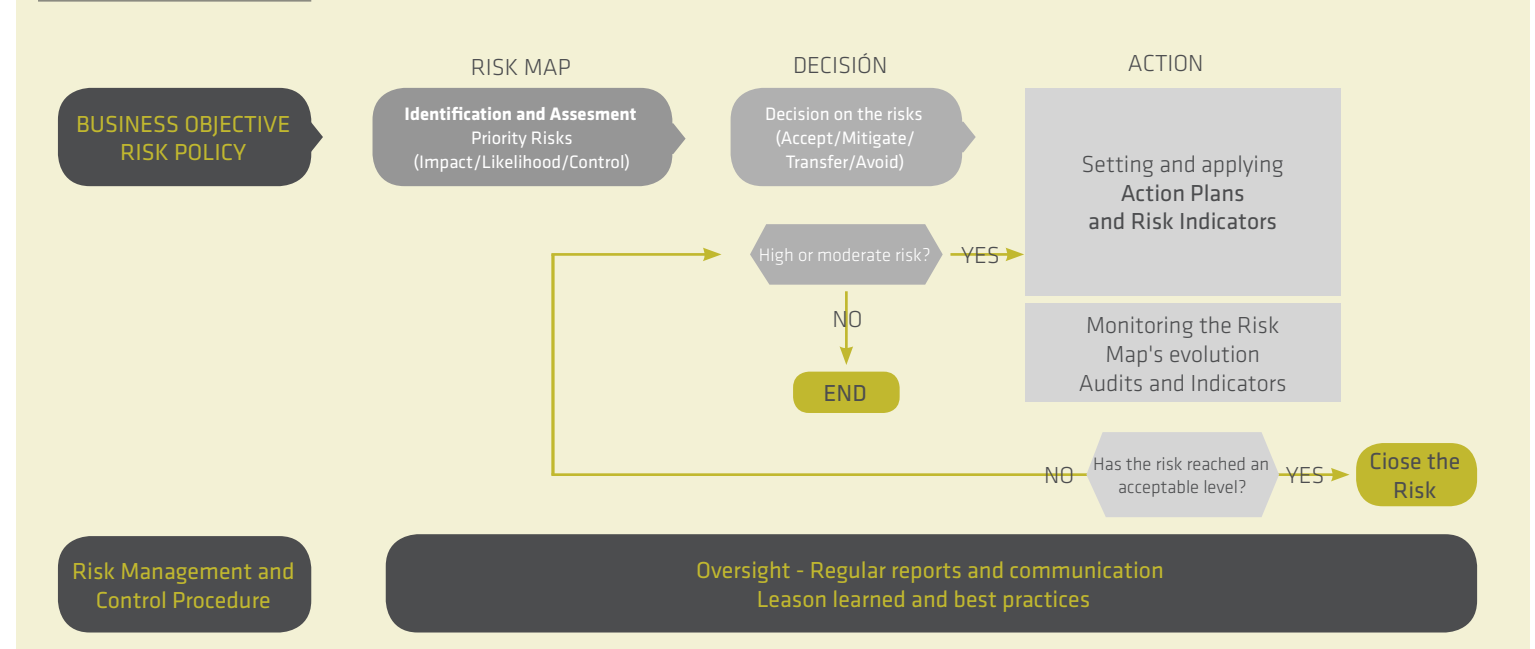 RISK MAP
DECISIÓN
ACTION
BUSINESS OBJECTIVE
RISK POLICY
Identification and Assesment
Priority Risks
(Impact/Likelihood/Control)
Decision on the risks
(Accept/Mitigate/
Transfer/Avoid)
Setting and applying
Action Plans
and Risk Indicators
High or moderate risk?
YES
NO
END
Monitoring the Risk
Map's evolution
Audits and Indicators
NO
Has the risk reached an
acceptable level?
YES
Ciose the
Risk
Risk Management and
Control Procedure
Oversight - Regular reports and communication
Leason learned and best practices